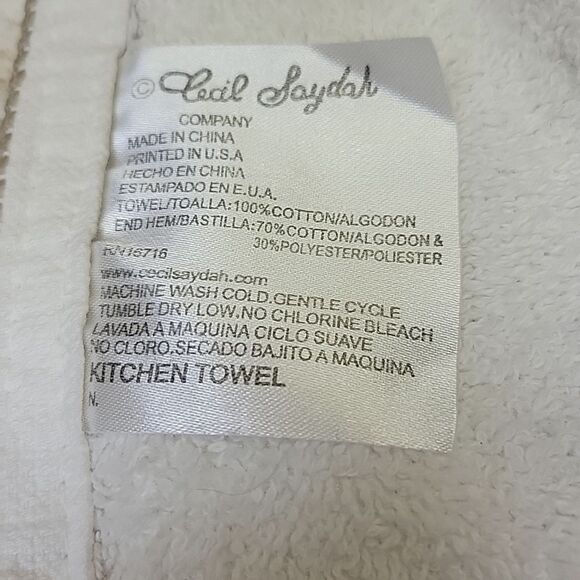 © Cecil Saydah
COMPANY
MADE IN CHINA
PRINTED IN U.S.A
HECHO EN CHINA
ESTAMPADO EN E.U.A.
TOWEL/TOALLA:100%COTTON/ALGODON
END HEM/BASTILLA:70%COTTON/ALGODON &
30%POLYESTER/POLIESTER
RN16716
www.cecilsaydah.com
MACHINE WASH COLD.GENTLE CYCLE
TUMBLE DRY LOW.NO CHLORINE BLEACH
LAVADA A MAQUINA CICLO SUAVE
NO CLORO.SECADO BAJITO A MAQUINA
KITCHEN TOWEL
N.